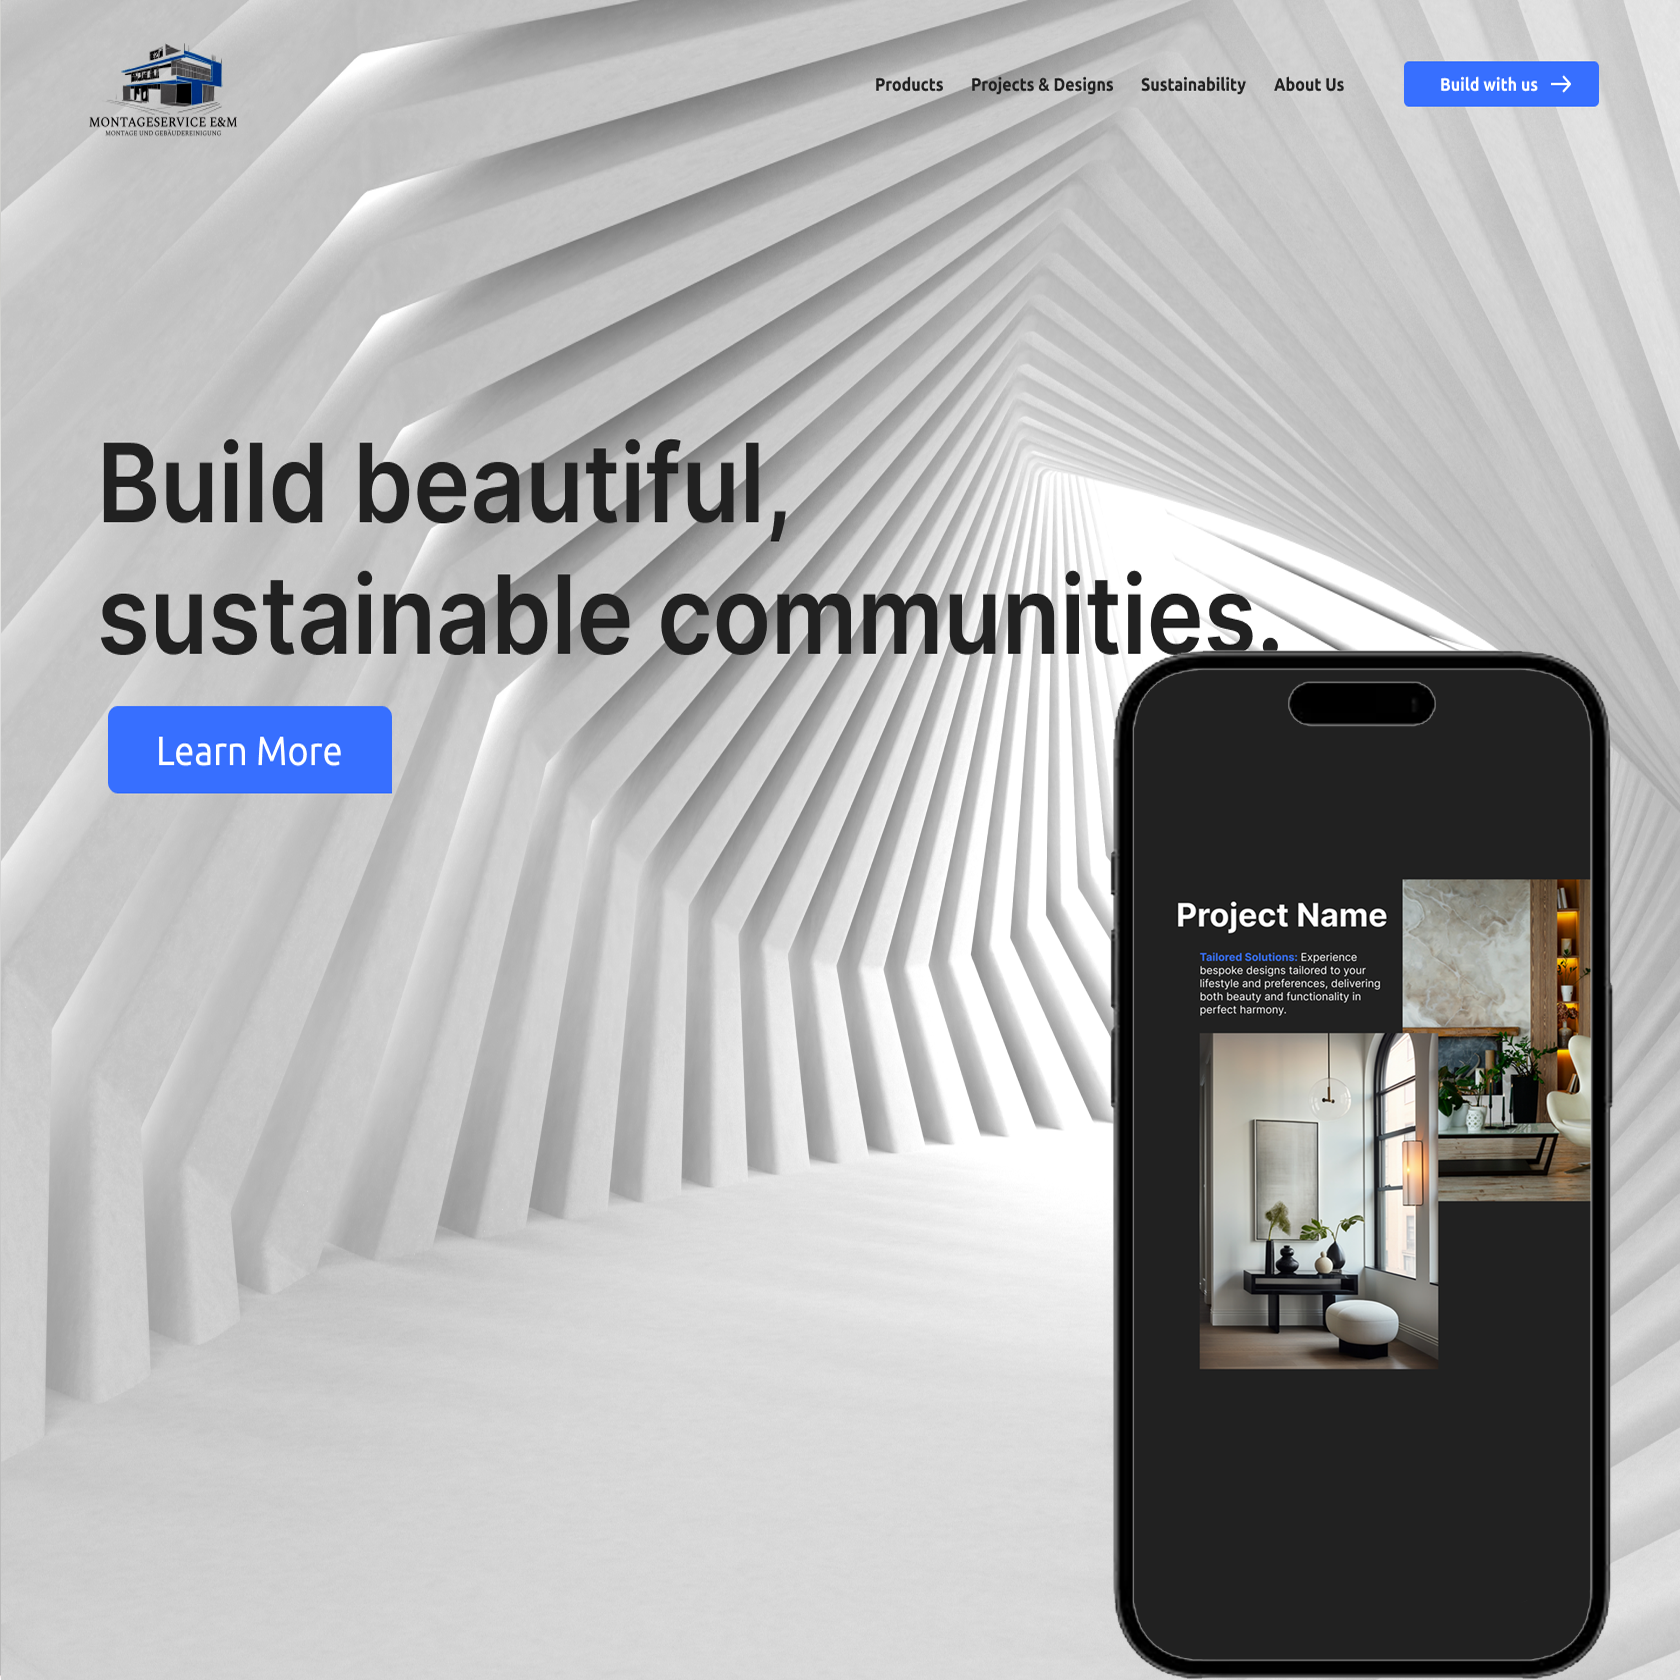 MONTAGESERVICE E&M
MONTAGE UND GEBÄUDEREINIGUNG
Products Projects & Designs Sustainability About Us Build with us
Build beautiful,
sustainable communities.
Learn More
Project Name
Tailored Solutions: Experience
bespoke designs tailored to your
lifestyle and preferences, delivering
both beauty and functionality in
perfect harmony.